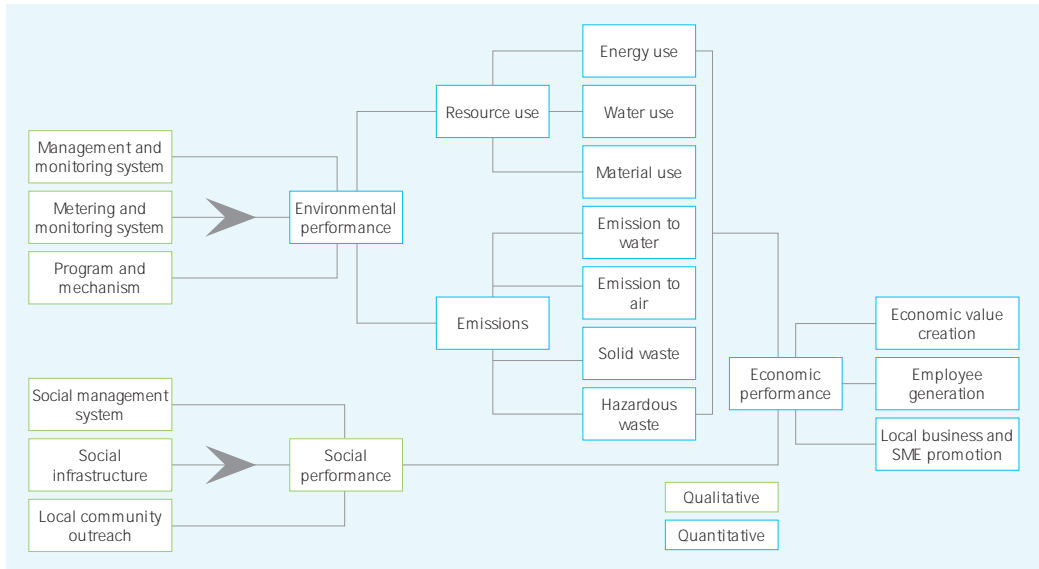 Management and
monitoring system
Metering and
monitoring system
Program and
mechanism
Environmental
performance
Resource use
Energy use
Water use
Material use
Emissions
Emission to
water
Emission to
air
Solid waste
Hazardous
waste
Social management
system
Social
infrastructure
Local community
outreach
Social
performance
Economic
performance
Economic value
creation
Employee
generation
Local business and
SME promotion
Qualitative
Quantitative